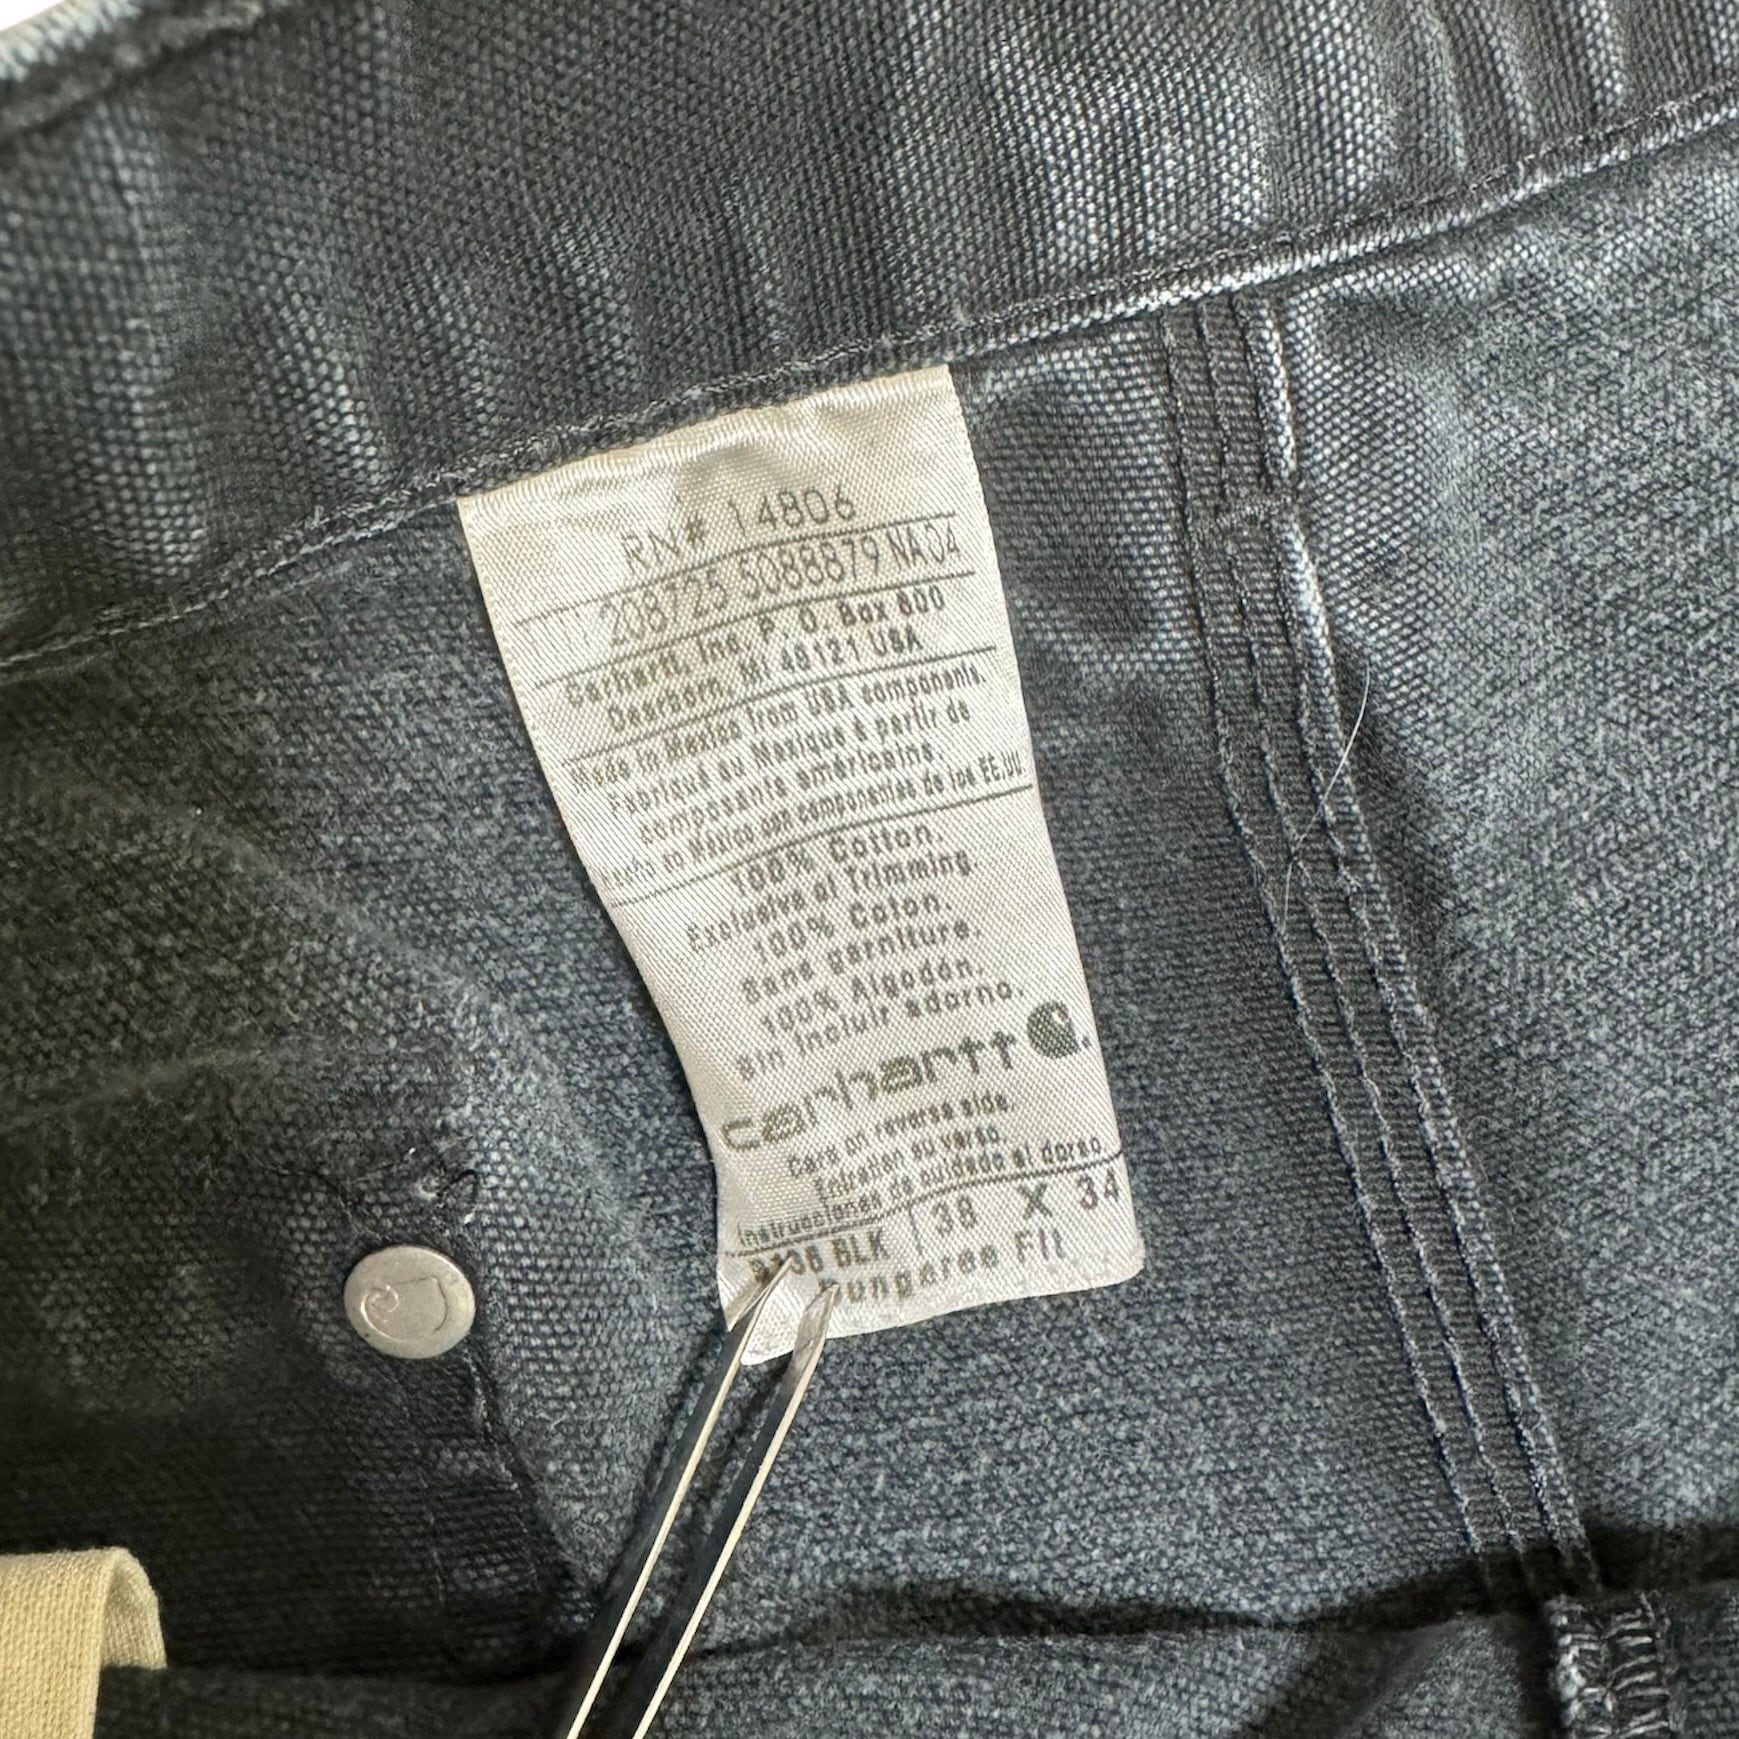 RN# 14806
208725 5088879 NA 04
Carhartt, Inc. P. O. Box 600
Dearborn, MI 48121 USA
Made in Mexico from USA components.
Fabriqué au Mexique à partir de
composants américains.
Hecho en México con componentes de los EE.UU.
100% Cotton.
Exclusive of Trimming
100% Coton.
Sans garniture.
100% Algodón.
Sin incluir adorno.
carhartt
Care on reverse side.
Entretien au verso.
Instrucciones de cuidado al dorso.
BLK 38 X 34
Dungaree Fit